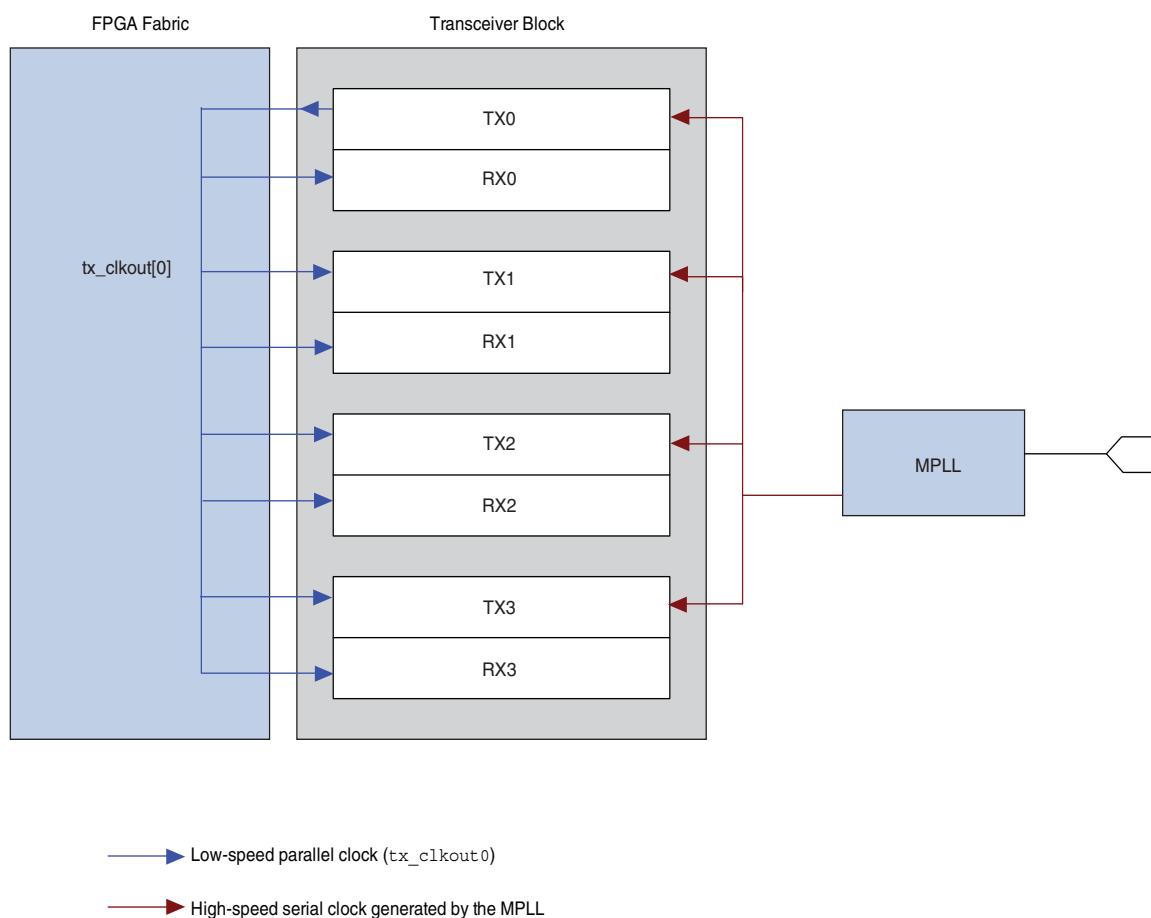 FPGA Fabric
Transceiver Block
TX0
RX0
tx_clkout[0]
TX1
RX1
TX2
RX2
MPLL
TX3
RX3
Low-speed parallel clock (tx_clkout0)
High-speed serial clock generated by the MPLL